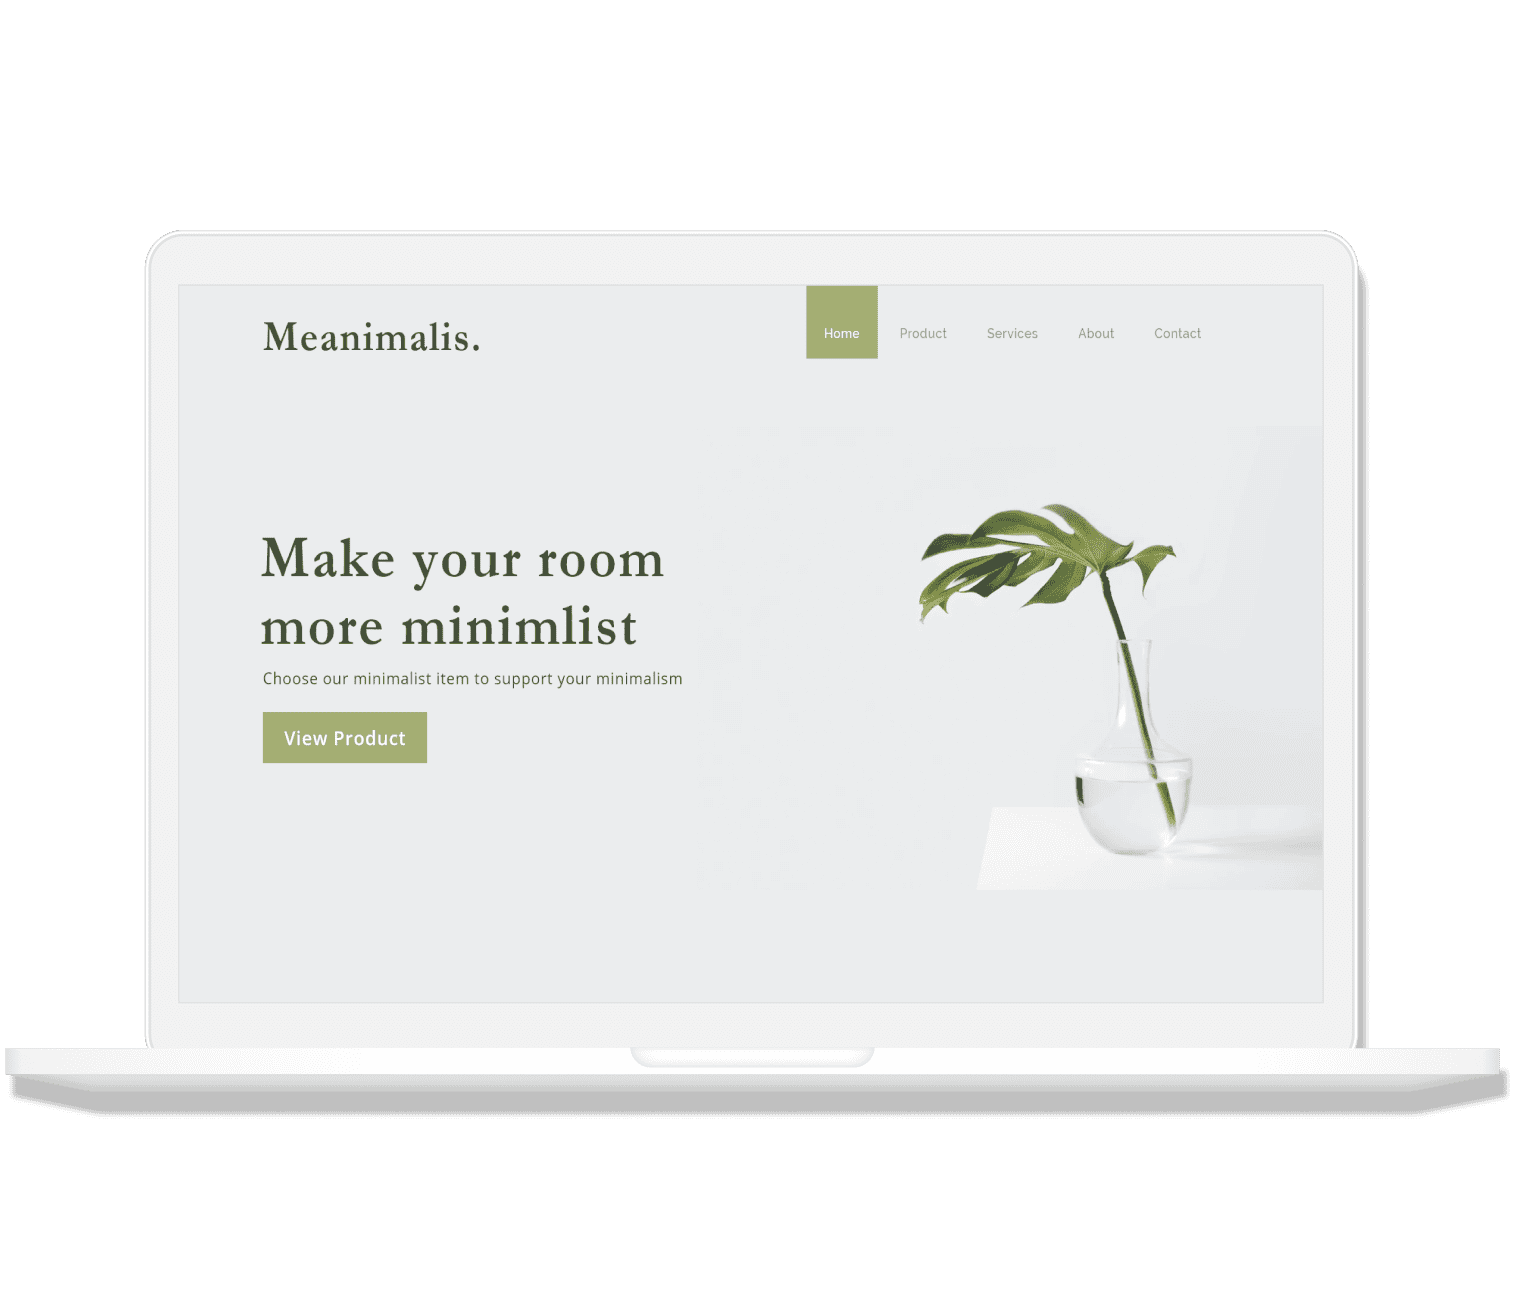 Meanimalis.
Home Product Services About Contact
Make your room
more minimlist
Choose our minimalist item to support your minimalism
View Product